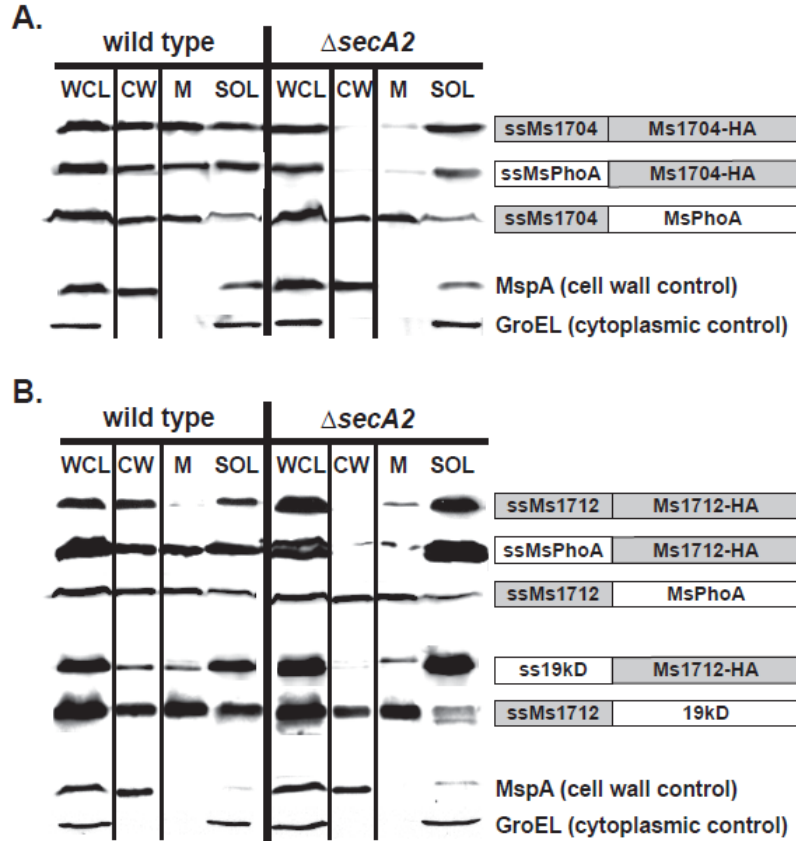 A.
wild type ΔsecA2
WCL CW M SOL WCL CW M SOL
ssMs1704 Ms1704-HA
ssMsPhoA Ms1704-HA
ssMs1704 MsPhoA
MspA (cell wall control)
GroEL (cytoplasmic control)
B.
wild type ΔsecA2
WCL CW M SOL WCL CW M SOL
ssMs1712 Ms1712-HA
ssMsPhoA Ms1712-HA
ssMs1712 MsPhoA
ss19kD Ms1712-HA
ssMs1712 19kD
MspA (cell wall control)
GroEL (cytoplasmic control)